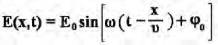 E(x,t) = E₀ sin[ω(t − x/υ) + φ₀]